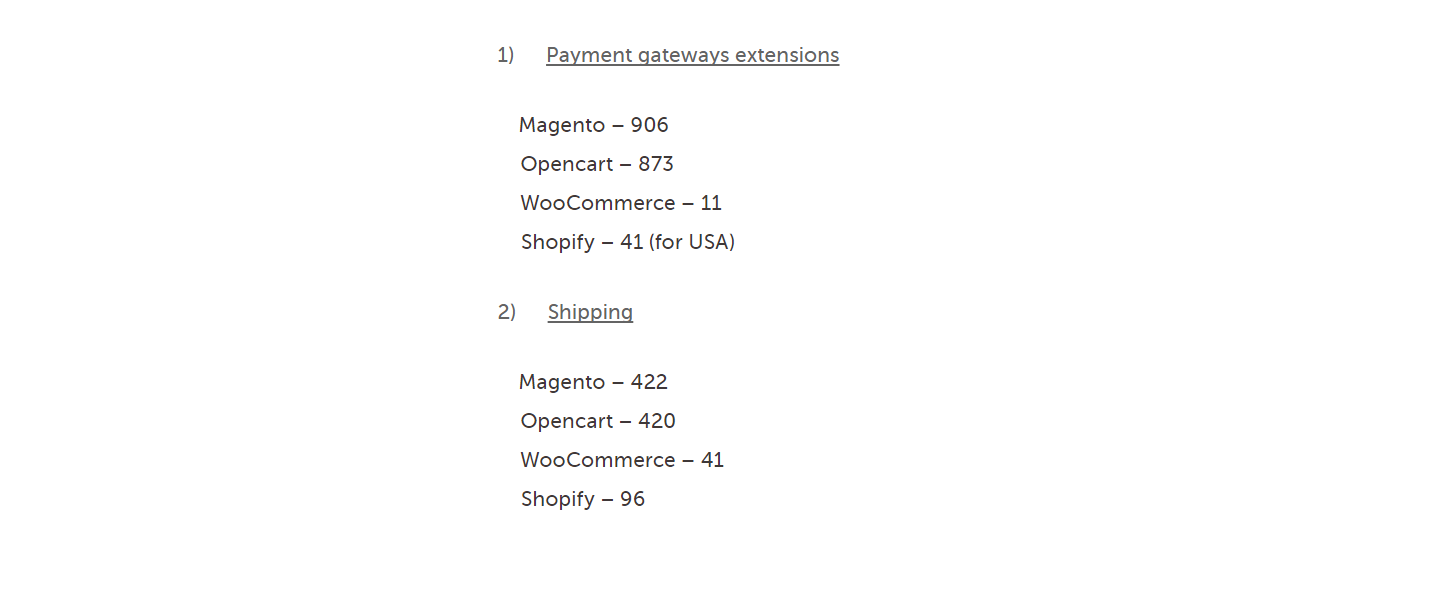 1) Payment gateways extensions
Magento – 906
Opencart – 873
WooCommerce – 11
Shopify – 41 (for USA)
2) Shipping
Magento – 422
Opencart – 420
WooCommerce – 41
Shopify – 96